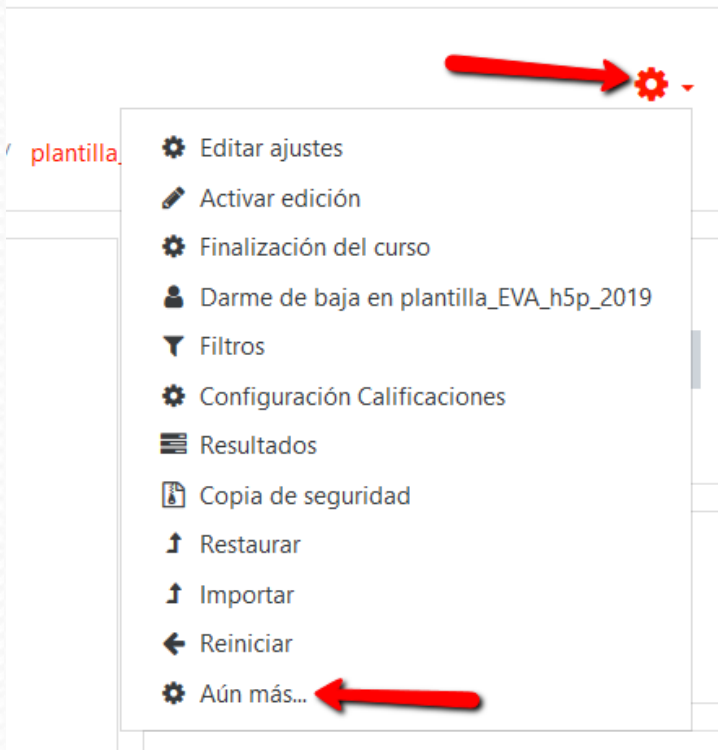 Editar ajustes
/ plantilla_
Activar edición
Finalización del curso
Darme de baja en plantilla_EVA_h5p_2019
Filtros
Configuración Calificaciones
Resultados
Copia de seguridad
Restaurar
Importar
Reiniciar
Aún más...